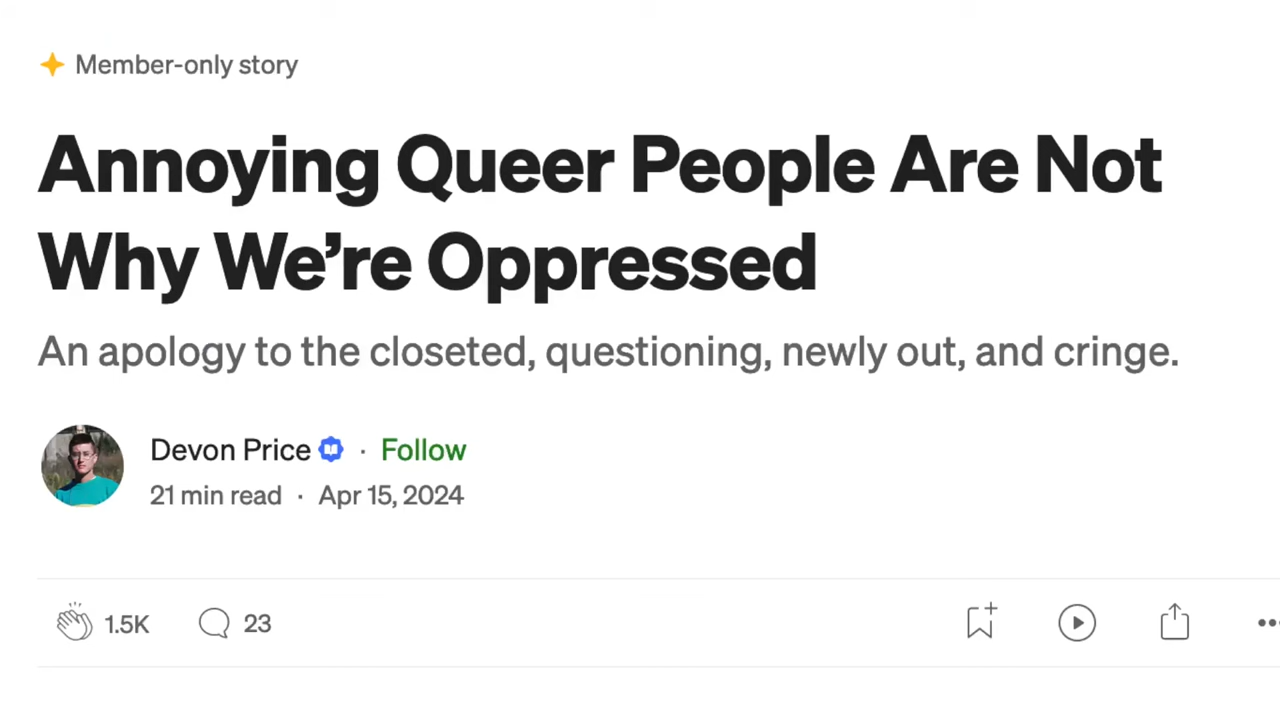 Member-only story
Annoying Queer People Are Not
Why We’re Oppressed
An apology to the closeted, questioning, newly out, and cringe.
Devon Price · Follow
21 min read · Apr 15, 2024
1.5K 23